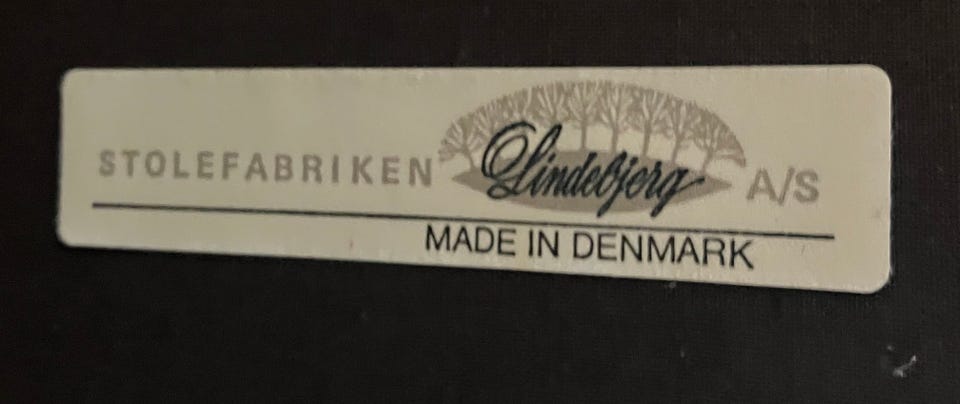 STOLEFABRIKEN Lindebjerg A/S
MADE IN DENMARK